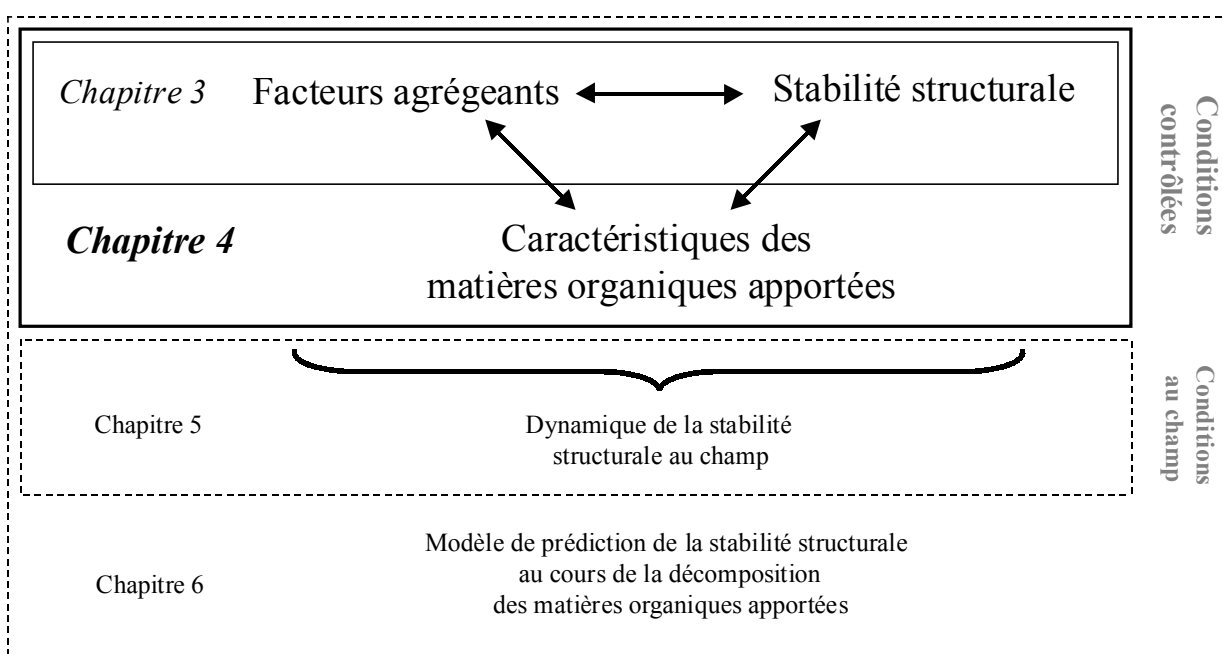 Chapitre 3
Facteurs agrégeants
Stabilité structurale
Chapitre 4
Caractéristiques des
matières organiques apportées
Conditions
contrôlées
Chapitre 5
Dynamique de la stabilité
structurale au champ
Conditions
au champ
Chapitre 6
Modèle de prédiction de la stabilité structurale
au cours de la décomposition
des matières organiques apportées